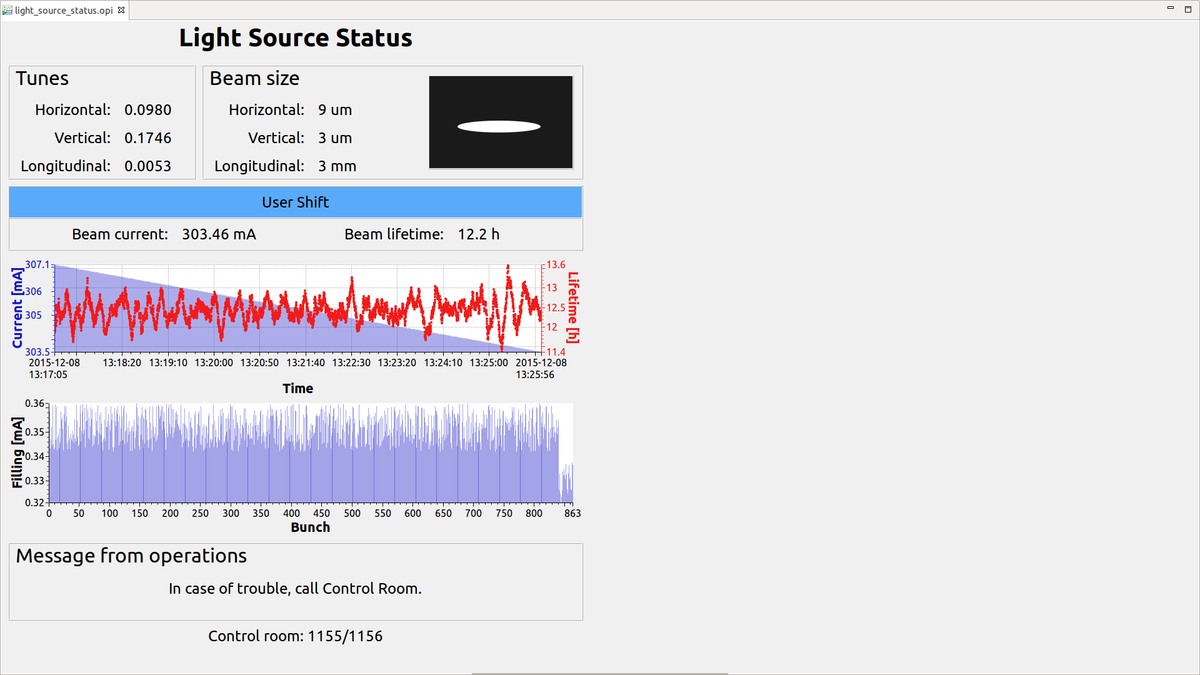 light_source_status.opi
Light Source Status
Tunes
Horizontal: 0.0980
Vertical: 0.1746
Longitudinal: 0.0053
Beam size
Horizontal: 9 um
Vertical: 3 um
Longitudinal: 3 mm
User Shift
Beam current: 303.46 mA
Beam lifetime: 12.2 h
Current [mA]
307.1
306
305
303.5
13.6
13
12.5
12
11.4
Lifetime [h]
2015-12-08 13:17:05
13:18:20
13:19:10
13:20:00
13:20:50
13:21:40
13:22:30
13:23:20
13:24:10
13:25:00
2015-12-08 13:25:56
Time
Filling [mA]
0.36
0.35
0.34
0.33
0.32
0 50 100 150 200 250 300 350 400 450 500 550 600 650 700 750 800 863
Bunch
Message from operations
In case of trouble, call Control Room.
Control room: 1155/1156